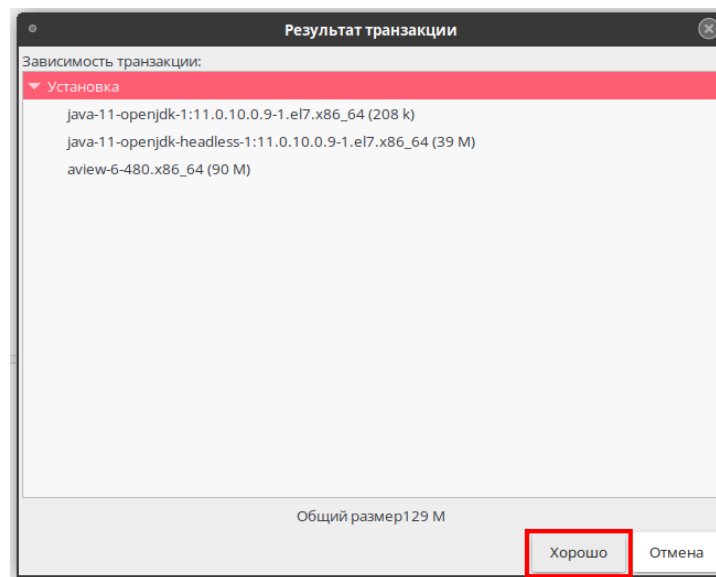 Результат транзакции
Зависимость транзакции:
Установка
java-11-openjdk-1:11.0.10.0.9-1.el7.x86_64 (208 k)
java-11-openjdk-headless-1:11.0.10.0.9-1.el7.x86_64 (39 M)
aview-6-480.x86_64 (90 M)
Общий размер129 M
Хорошо Отмена